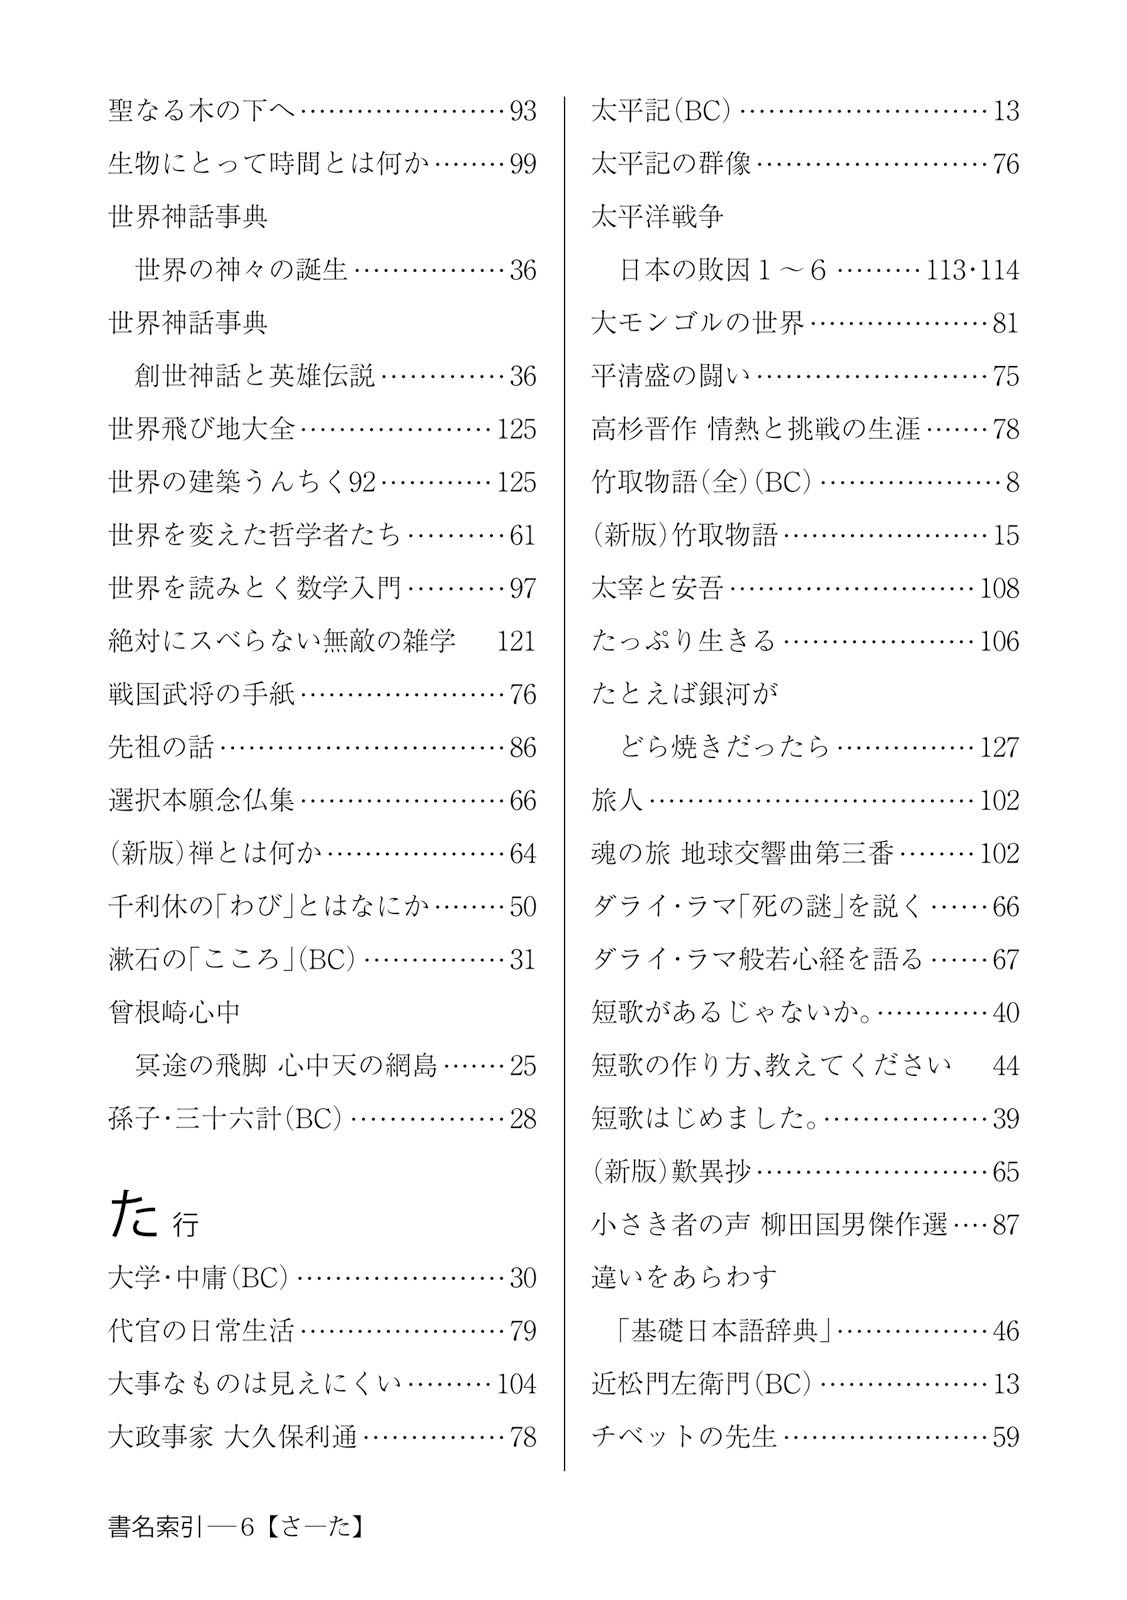 聖なる木の下へ……………………93
生物にとって時間とは何か………99
世界神話事典
世界の神々の誕生………………36
世界神話事典
創世神話と英雄伝説……………36
世界飛び地大全…………………125
世界の建築うんちく92…………125
世界を変えた哲学者たち…………61
世界を読みとく数学入門…………97
絶対にスベらない無敵の雑学 121
戦国武将の手紙……………………76
先祖の話……………………………86
選択本願念仏集……………………66
（新版）禅とは何か…………………64
千利休の「わび」とはなにか………50
漱石の「こころ」（BC）……………31
曾根崎心中
冥途の飛脚 心中天の網島………25
孫子・三十六計（BC）………………28
た 行
大学・中庸（BC）……………………30
代官の日常生活……………………79
大事なものは見えにくい………104
大政事家 大久保利通………………78
太平記（BC）…………………………13
太平記の群像………………………76
太平洋戦争
日本の敗因１～６………113・114
大モンゴルの世界…………………81
平清盛の闘い………………………75
高杉晋作 情熱と挑戦の生涯………78
竹取物語（全）（BC）…………………8
（新版）竹取物語……………………15
太宰と安吾………………………108
たっぷり生きる…………………106
たとえば銀河が
どら焼きだったら……………127
旅人………………………………102
魂の旅 地球交響曲第三番………102
ダライ・ラマ「死の謎」を説く……66
ダライ・ラマ般若心経を語る……67
短歌があるじゃないか。…………40
短歌の作り方、教えてください 44
短歌はじめました。………………39
（新版）歎異抄………………………65
小さき者の声 柳田国男傑作選……87
違いをあらわす
「基礎日本語辞典」………………46
近松門左衛門（BC）…………………13
チベットの先生……………………59
書名索引―6【さ―た】